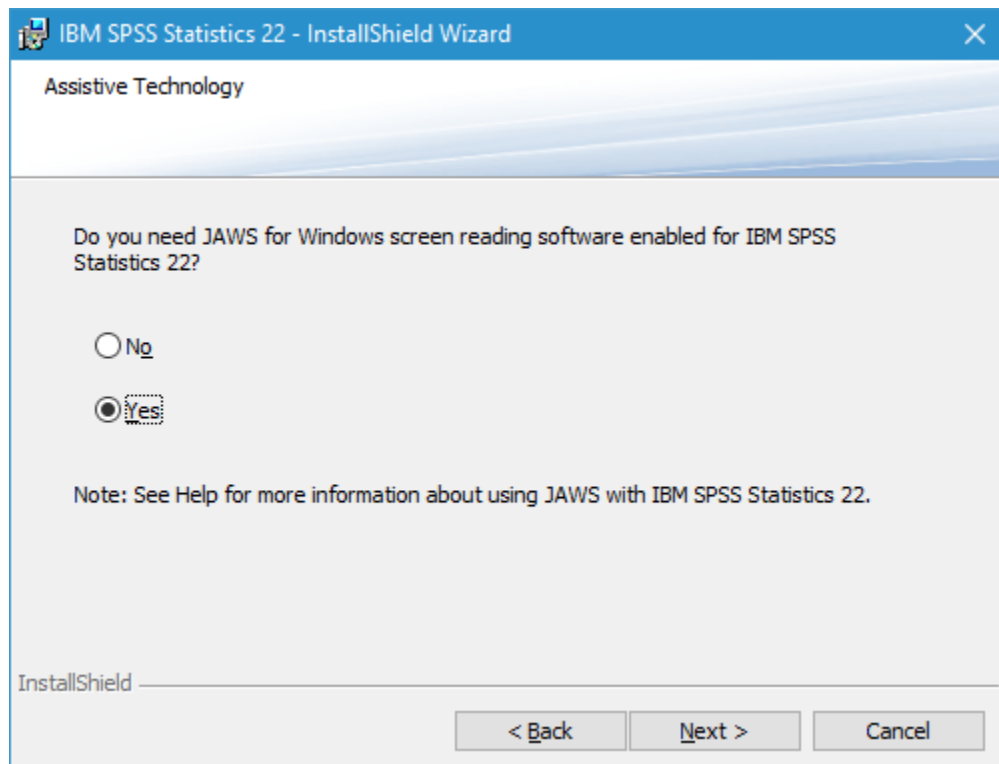 IBM SPSS Statistics 22 - InstallShield Wizard
Assistive Technology
Do you need JAWS for Windows screen reading software enabled for IBM SPSS
Statistics 22?
No
Yes
Note: See Help for more information about using JAWS with IBM SPSS Statistics 22.
InstallShield
< Back Next > Cancel